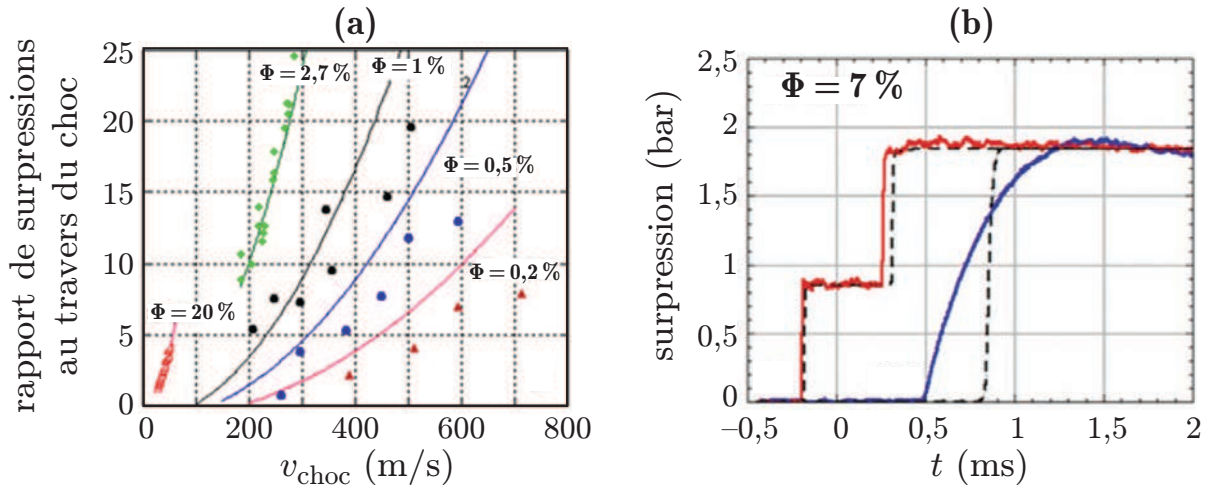 (a)
rapport de surpressions
au travers du choc
25
20
15
10
5
0
Φ = 2,7 %
Φ = 1 %
2
Φ = 0,5 %
Φ = 0,2 %
Φ = 20 %
0 200 400 600 800
v_choc (m/s)
(b)
surpression (bar)
2,5
2
1,5
1
0,5
0
Φ = 7 %
−0,5 0 0,5 1 1,5 2
t (ms)